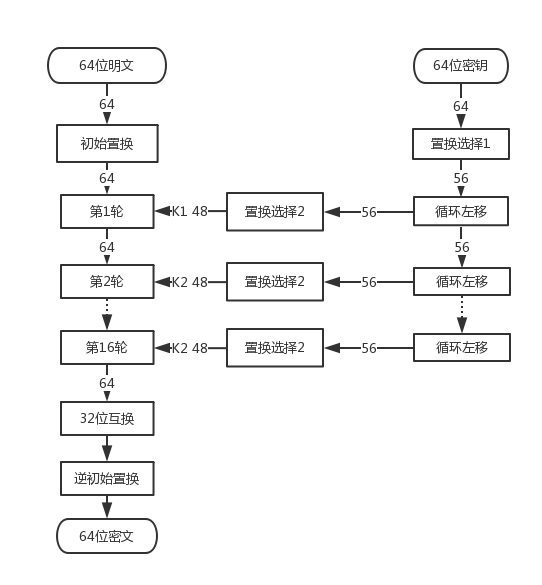 64位明文
64位密钥
64
64
初始置换
置换选择1
64
56
第1轮
K1 48
置换选择2
56
循环左移
64
56
第2轮
K2 48
置换选择2
56
循环左移
第16轮
K2 48
置换选择2
56
循环左移
64
32位互换
逆初始置换
64位密文